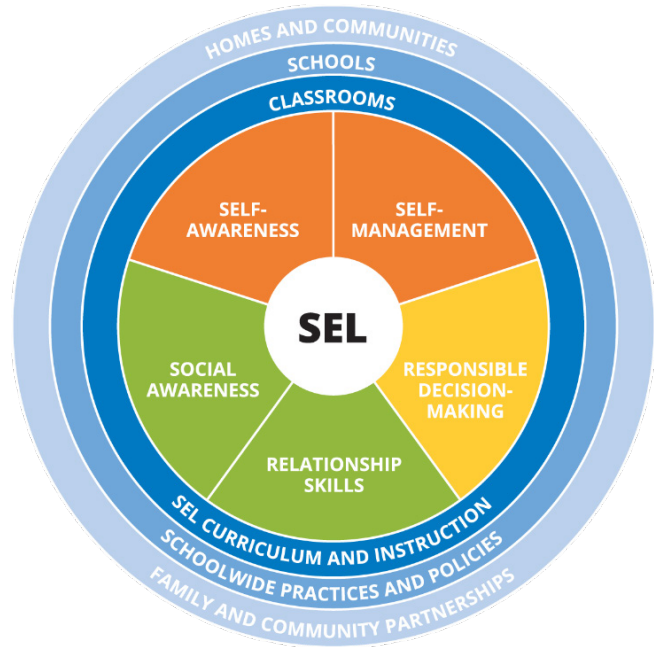 HOMES AND COMMUNITIES
SCHOOLS
CLASSROOMS
SELF-
AWARENESS
SELF-
MANAGEMENT
SEL
SOCIAL
AWARENESS
RESPONSIBLE
DECISION-
MAKING
RELATIONSHIP
SKILLS
SEL CURRICULUM AND INSTRUCTION
SCHOOLWIDE PRACTICES AND POLICIES
FAMILY AND COMMUNITY PARTNERSHIPS